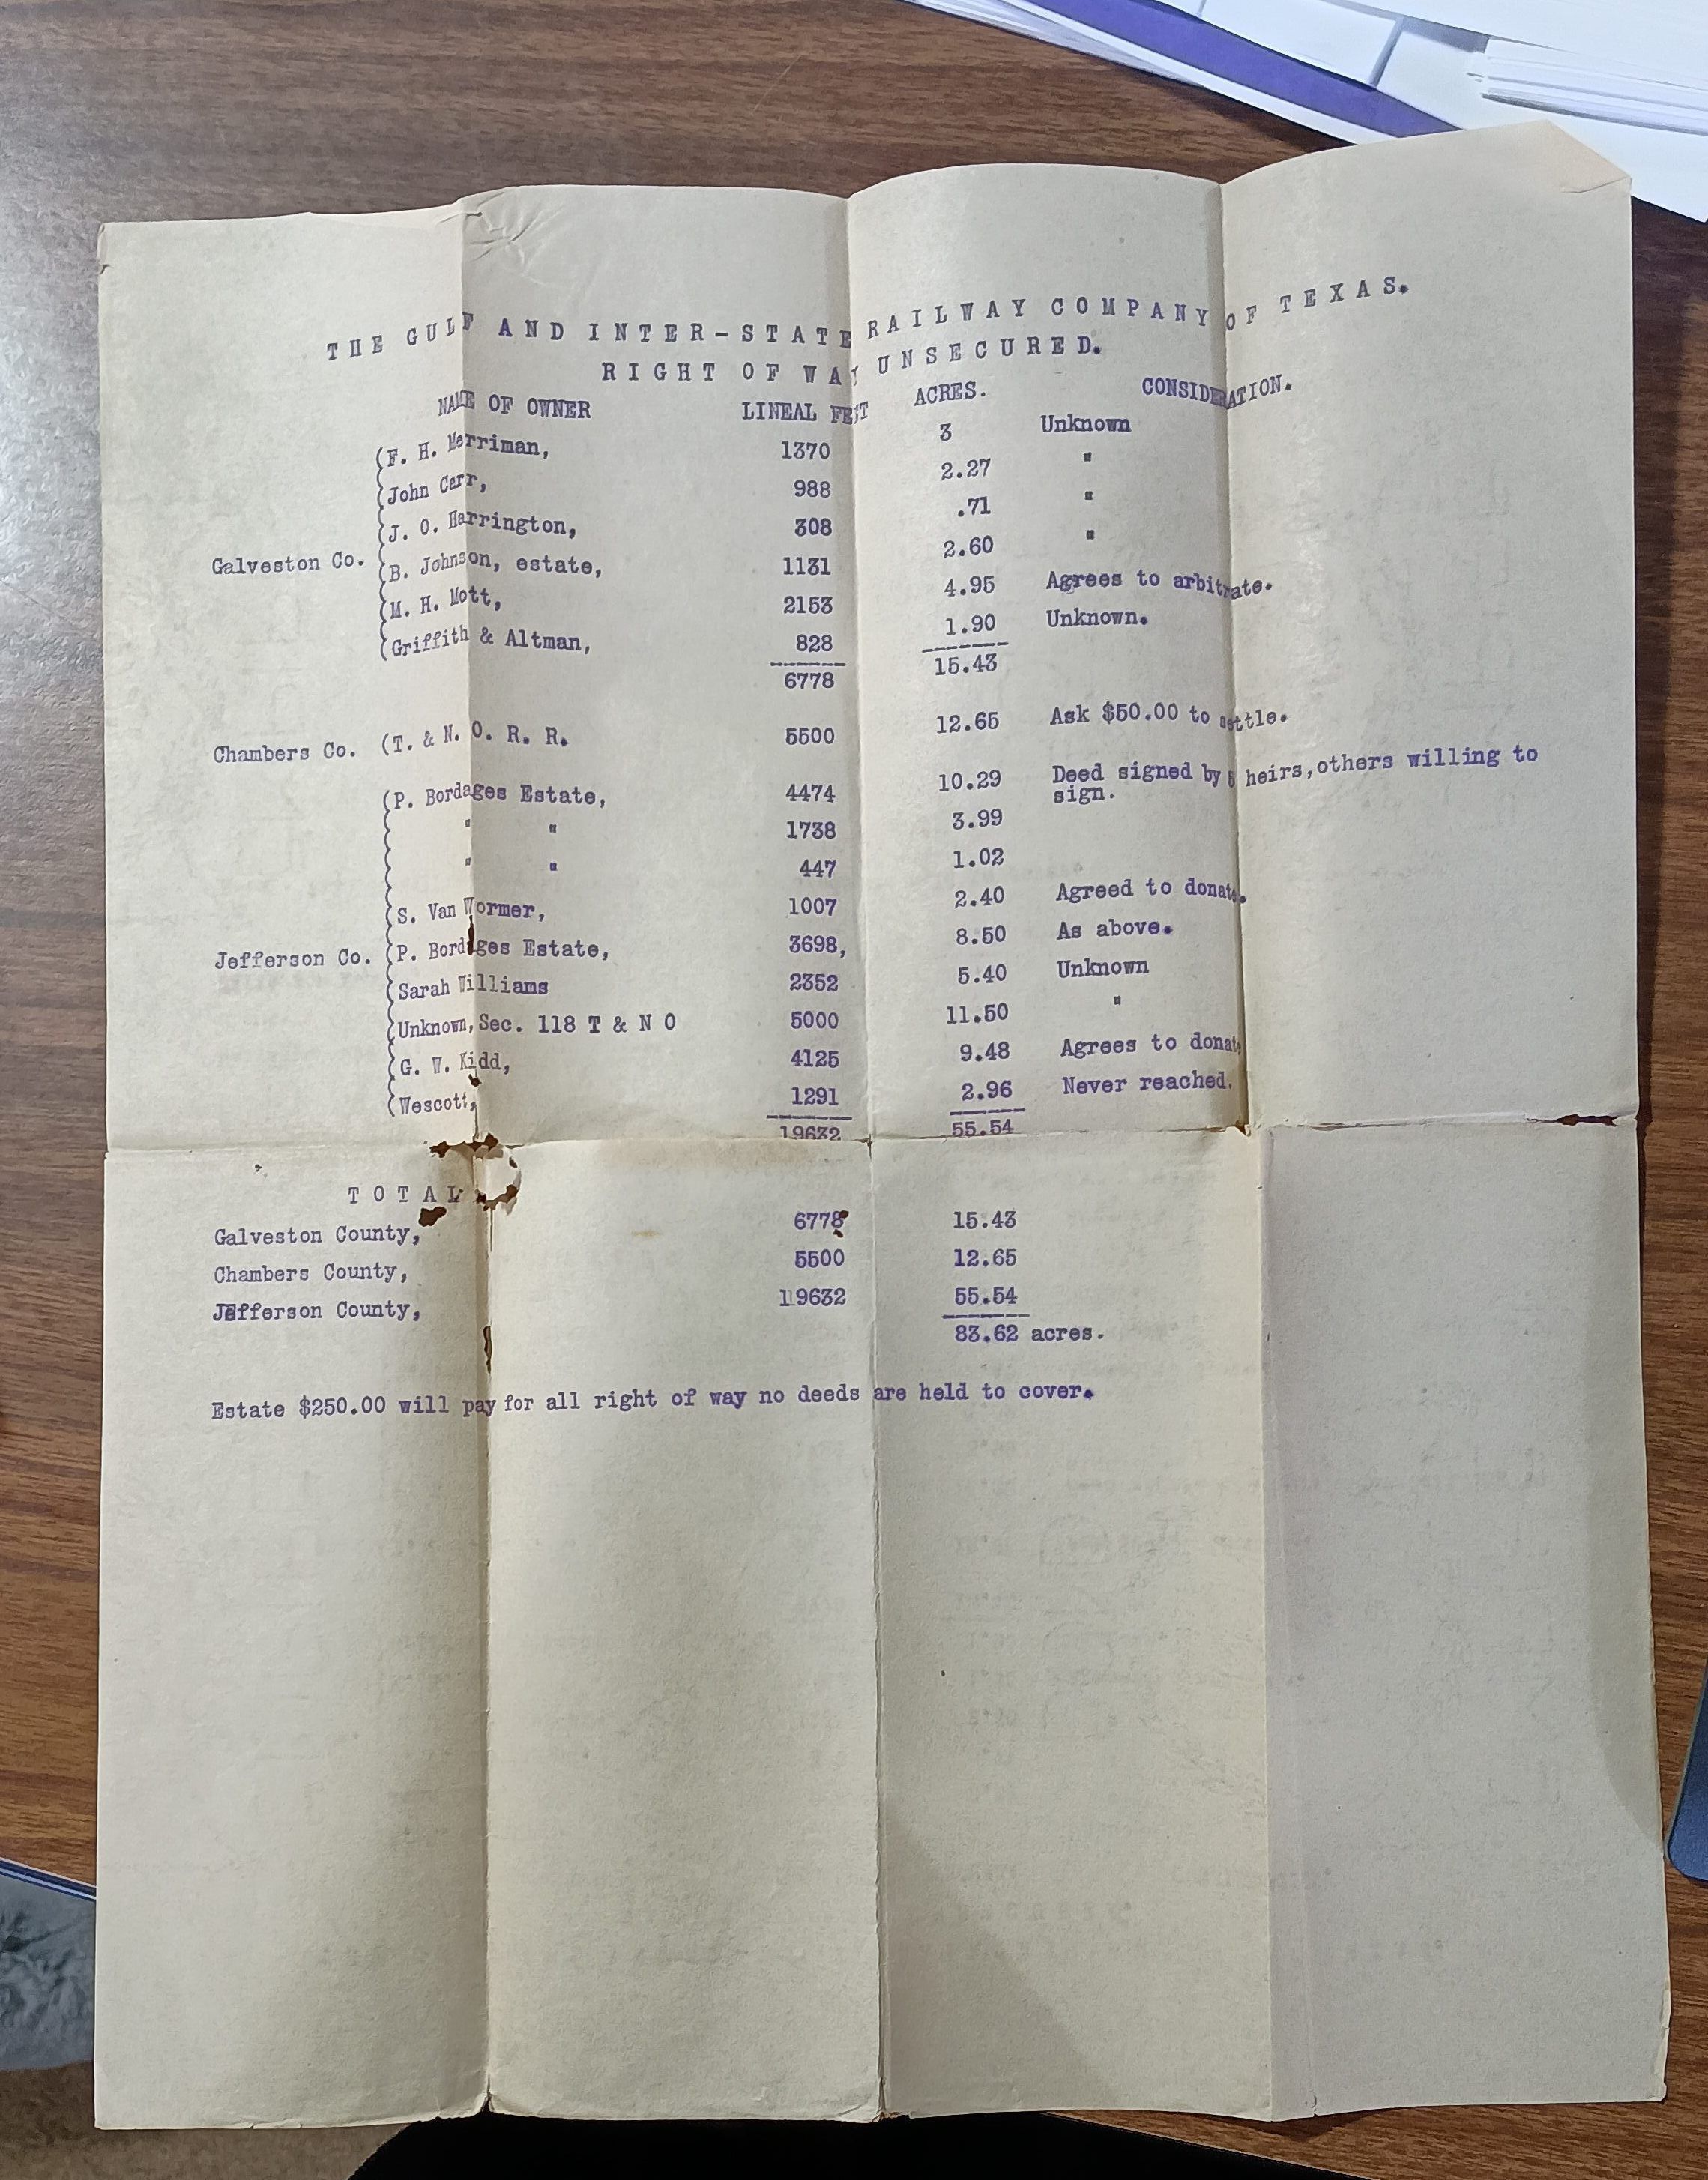 THE GULF AND INTER-STATE RAILWAY COMPANY OF TEXAS.
RIGHT OF WAY UNSECURED.
NAME OF OWNER LINEAL FEET ACRES. CONSIDERATION.
(F. H. Merriman, 1370 3 Unknown
(John Carr, 988 2.27 "
(J. O. Harrington, 308 .71 "
Galveston Co. (B. Johnson, estate, 1131 2.60 "
(M. H. Mott, 2153 4.95 Agrees to arbitrate.
(Griffith & Altman, 828 1.90 Unknown.
6778 15.43
Chambers Co. (T. & N. O. R. R. 5500 12.65 Ask $50.00 to settle.
(P. Bordages Estate, 4474 10.29 Deed signed by heirs,others willing to
sign.
" " 1738 3.99
" " 447 1.02
(S. Van Wormer, 1007 2.40 Agreed to donate.
Jefferson Co. (P. Bordages Estate, 3698, 8.50 As above.
(Sarah Williams 2352 5.40 Unknown
(Unknown, Sec. 118 T & N O 5000 11.50 "
(G. W. Kidd, 4125 9.48 Agrees to donate
(Wescott, 1291 2.96 Never reached.
19632 55.54
TOTAL
Galveston County, 6778 15.43
Chambers County, 5500 12.65
Jefferson County, 19632 55.54
83.62 acres.
Estate $250.00 will pay for all right of way no deeds are held to cover.